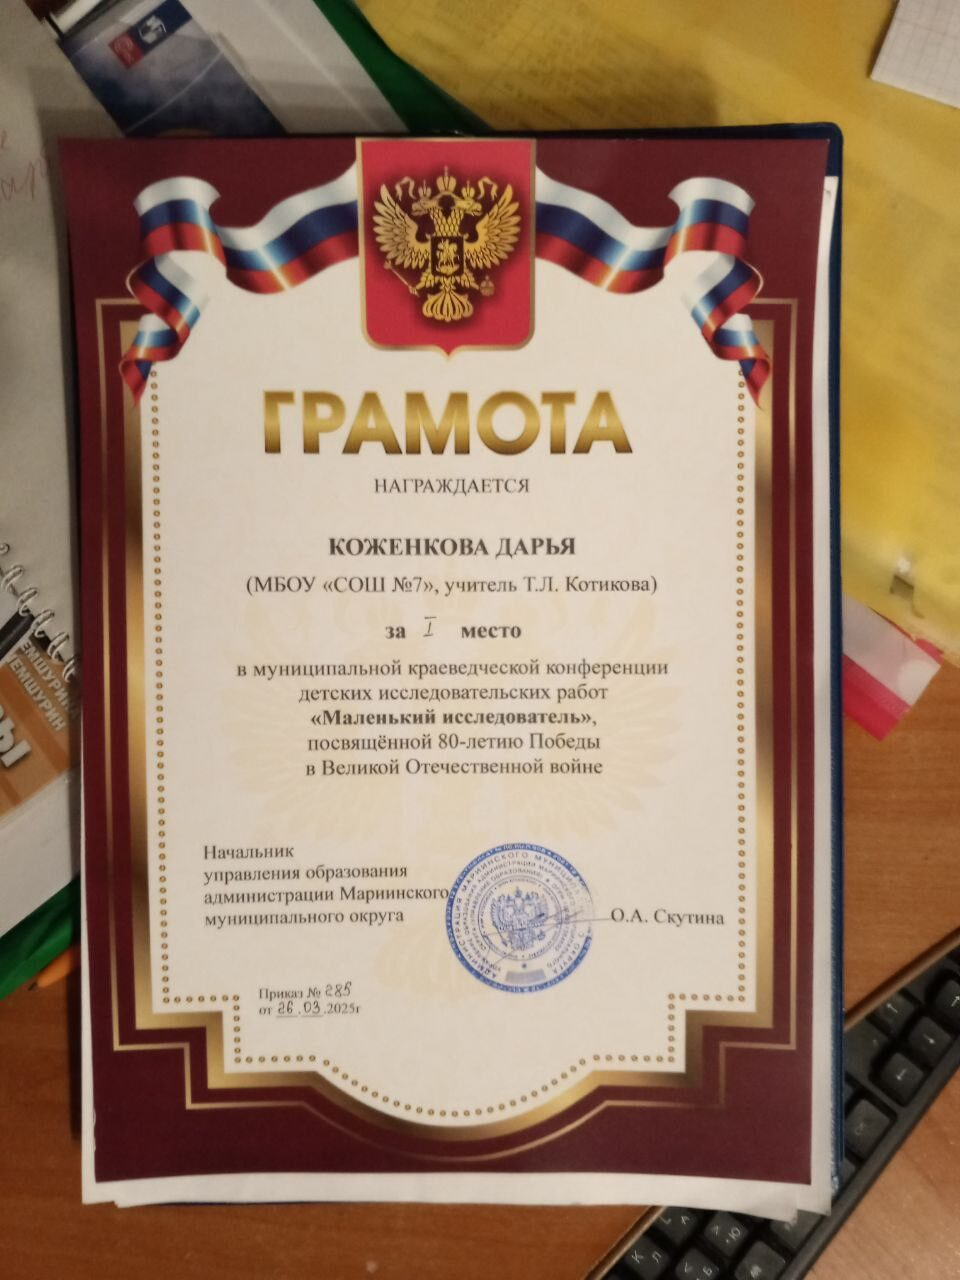 ГРАМОТА
НАГРАЖДАЕТСЯ
КОЖЕНКОВА ДАРЬЯ
(МБОУ «СОШ №7», учитель Т.Л. Котикова)
за I место
в муниципальной краеведческой конференции
детских исследовательских работ
«Маленький исследователь»,
посвящённой 80-летию Победы
в Великой Отечественной войне
Начальник
управления образования
администрации Мариинского
муниципального округа
О.А. Скутина
Приказ № 285
от 26.03.2025г